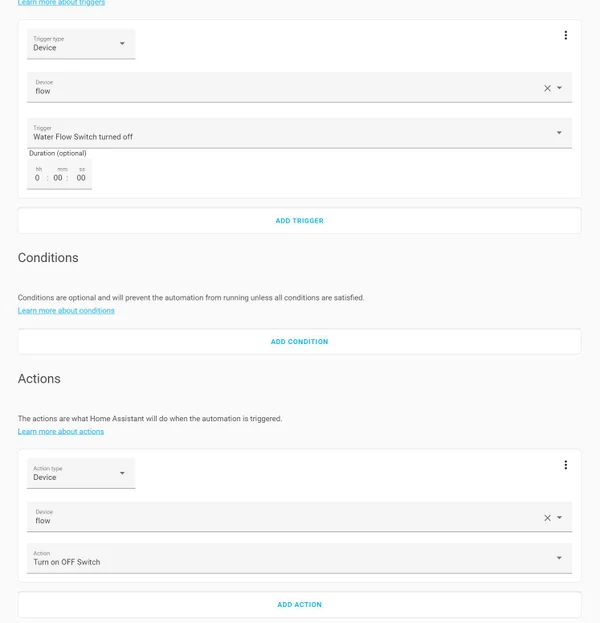 Learn more about triggers
Trigger type
Device
Device
flow
Trigger
Water Flow Switch turned off
Duration (optional)
hh mm ss
0 : 00 : 00
ADD TRIGGER
Conditions
Conditions are optional and will prevent the automation from running unless all conditions are satisfied.
Learn more about conditions
ADD CONDITION
Actions
The actions are what Home Assistant will do when the automation is triggered.
Learn more about actions
Action type
Device
Device
flow
Action
Turn on OFF Switch
ADD ACTION